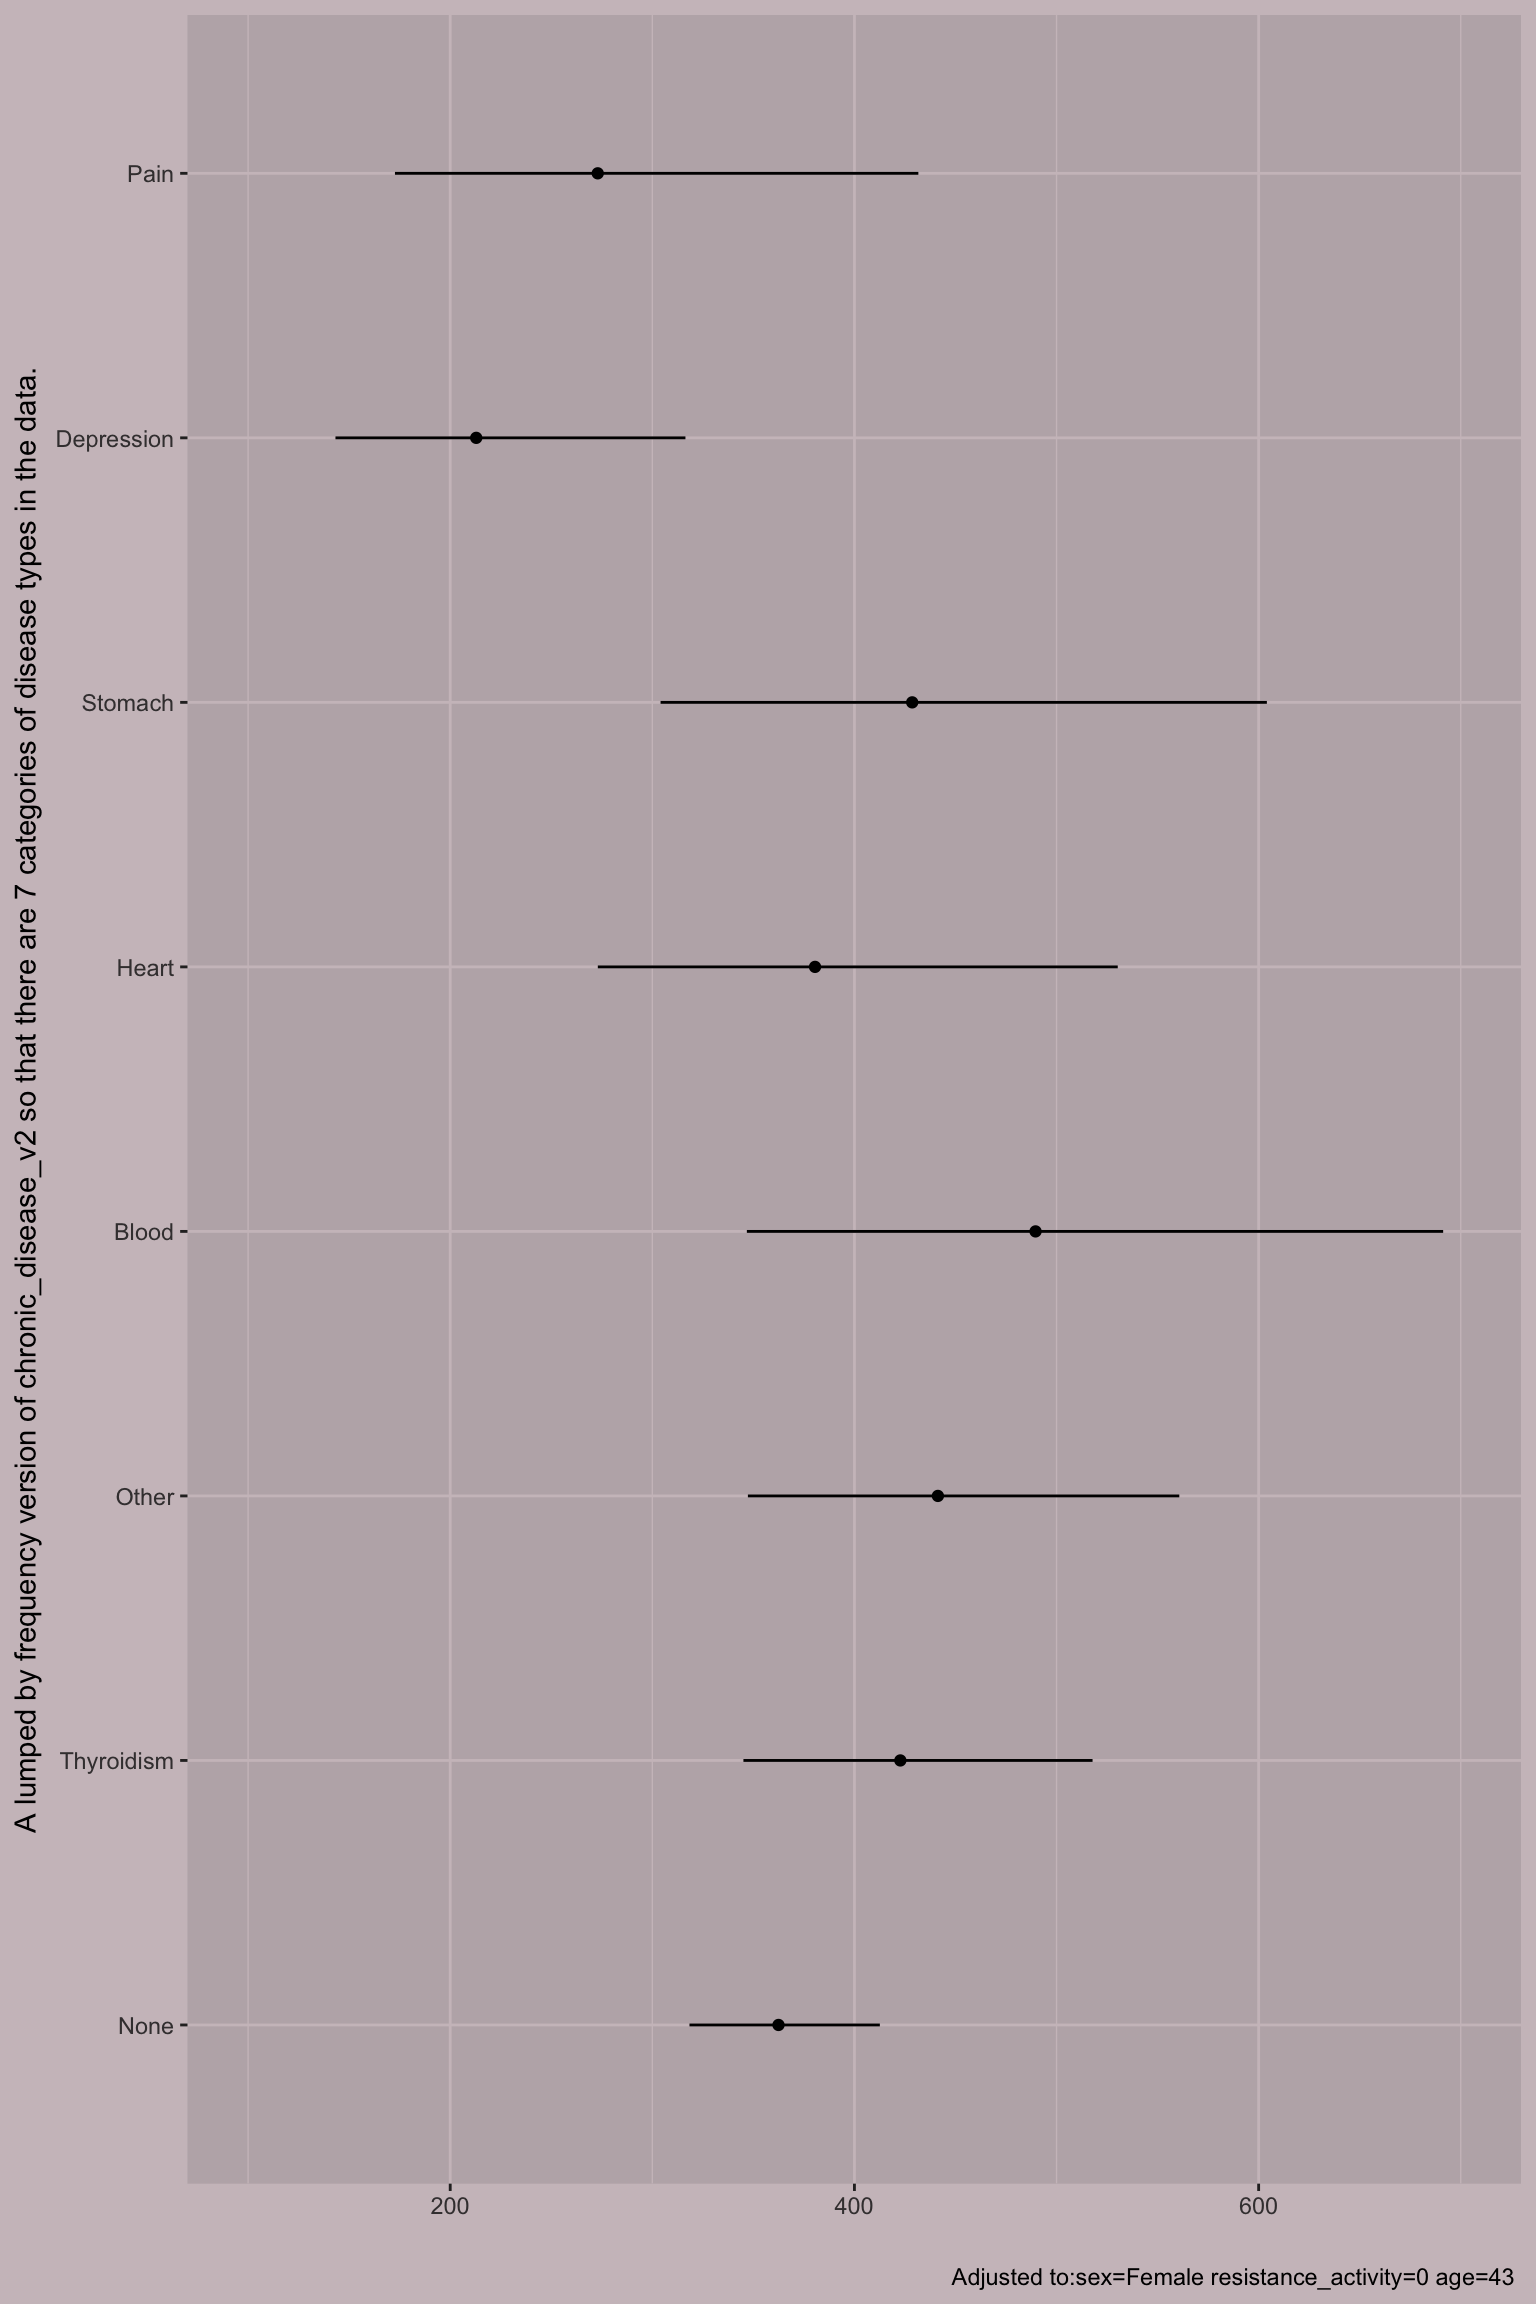 A lumped by frequency version of chronic_disease_v2 so that there are 7 categories of disease types in the data.
Pain
Depression
Stomach
Heart
Blood
Other
Thyroidism
None
200 400 600
Adjusted to:sex=Female resistance_activity=0 age=43